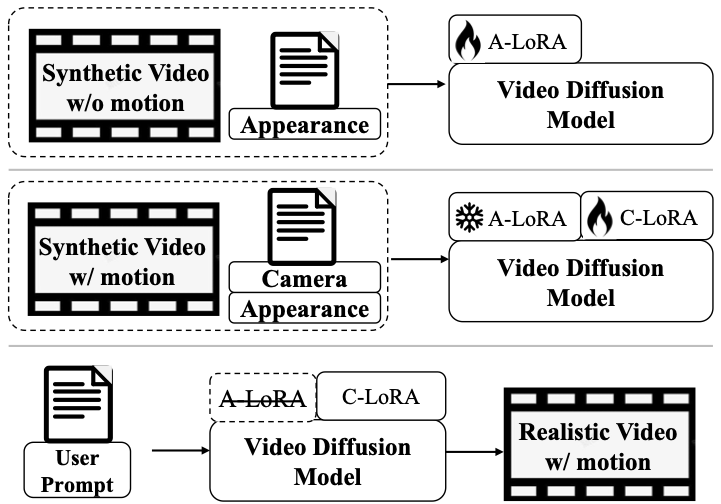 Synthetic Video
w/o motion
Appearance
A-LoRA
Video Diffusion
Model
Synthetic Video
w/ motion
Camera
Appearance
A-LoRA
C-LoRA
Video Diffusion
Model
User
Prompt
A-LoRA
C-LoRA
Video Diffusion
Model
Realistic Video
w/ motion